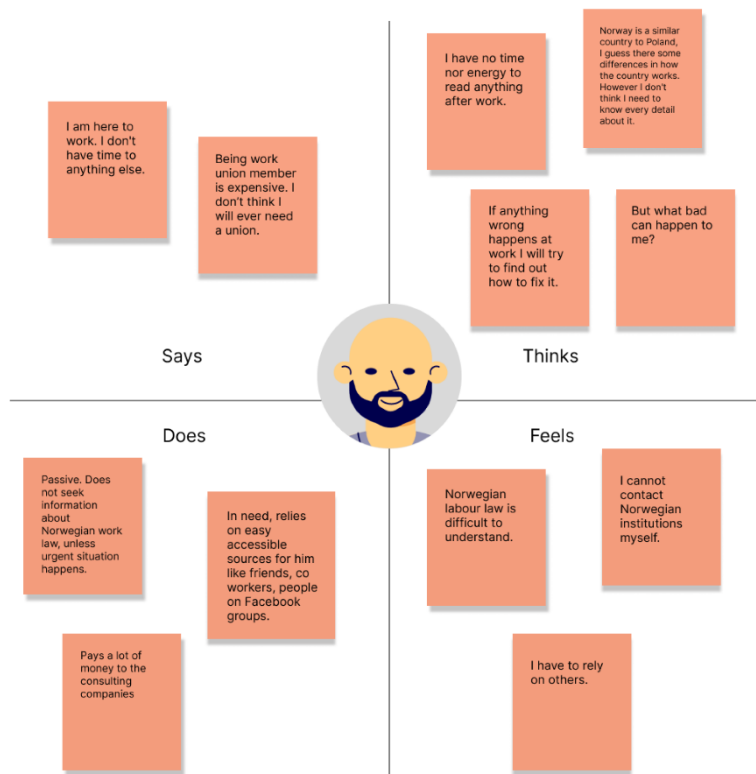 I am here to
work. I don't
have time to
anything else.
Being work
union member
is expensive. I
don't think I
will ever need
a union.
Says
I have no time
nor energy to
read anything
after work.
Norway is a similar
country to Poland,
I guess there some
differences in how
the country works.
However I don't
think I need to
know every detail
about it.
If anything
wrong
happens at
work I will try
to find out
how to fix it.
But what bad
can happen to
me?
Thinks
Does
Passive. Does
not seek
information
about
Norwegian work
law, unless
urgent situation
happens.
In need, relies
on easy
accessible
sources for him
like friends, co
workers, people
on Facebook
groups.
Pays a lot of
money to the
consulting
companies
Feels
Norwegian
labour law is
difficult to
understand.
I cannot
contact
Norwegian
institutions
myself.
I have to rely
on others.